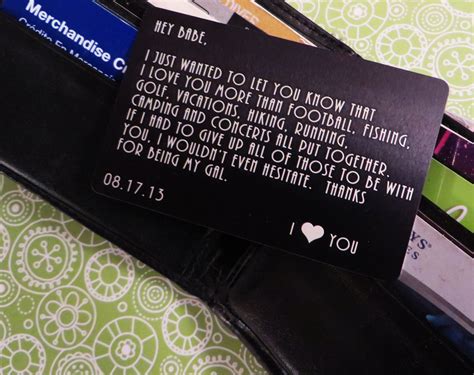 Merchandise C
Crédito En M
HEY BABE,
I JUST WANTED TO LET YOU KNOW THAT
I LOVE YOU MORE THAN FOOTBALL, FISHING,
GOLF, VACATIONS, HIKING, RUNNING,
CAMPING AND CONCERTS ALL PUT TOGETHER.
IF I HAD TO GIVE UP ALL OF THOSE TO BE WITH
YOU, I WOULDN'T EVEN HESITATE. THANKS
FOR BEING MY GAL.
08.17.13
I ♥ YOU